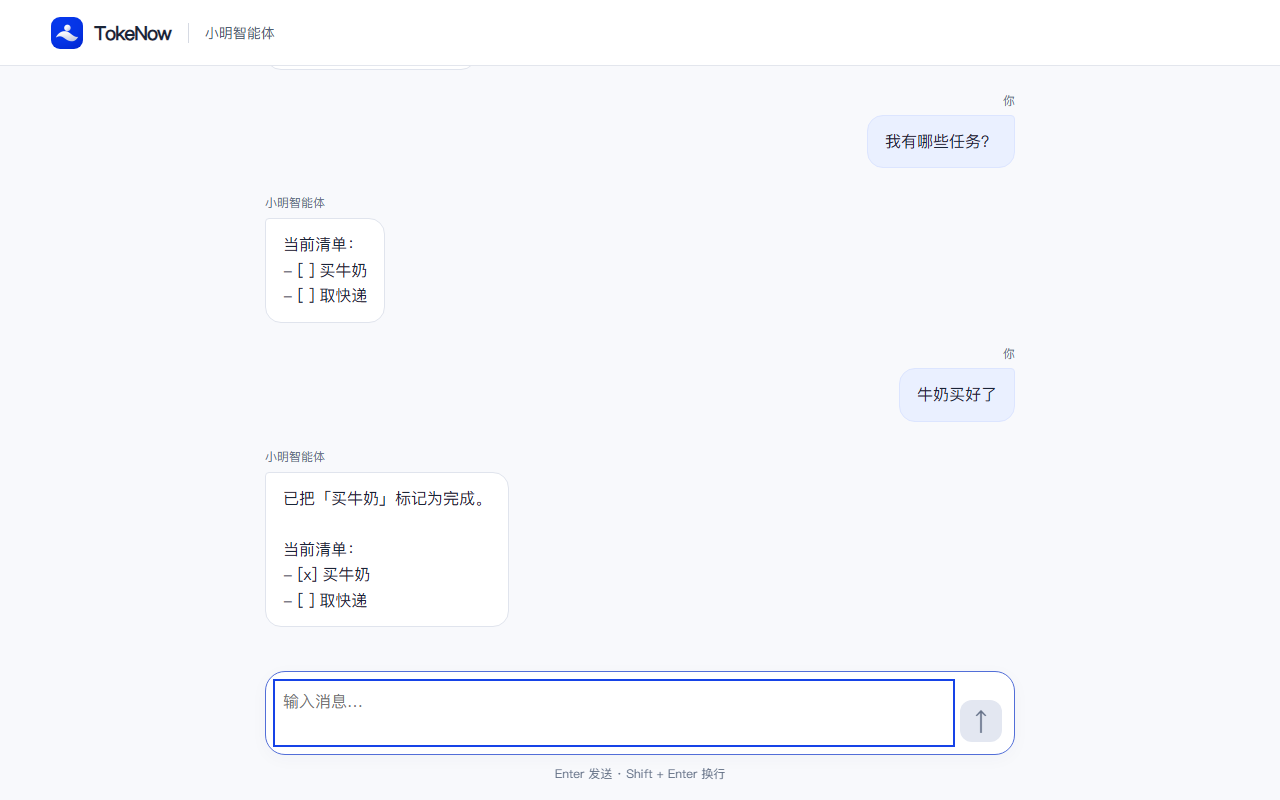 TokeNow
小明智能体
你
我有哪些任务？
小明智能体
当前清单：
– [ ] 买牛奶
– [ ] 取快递
你
牛奶买好了
小明智能体
已把「买牛奶」标记为完成。
当前清单：
– [x] 买牛奶
– [ ] 取快递
输入消息…
↑
Enter 发送 · Shift + Enter 换行